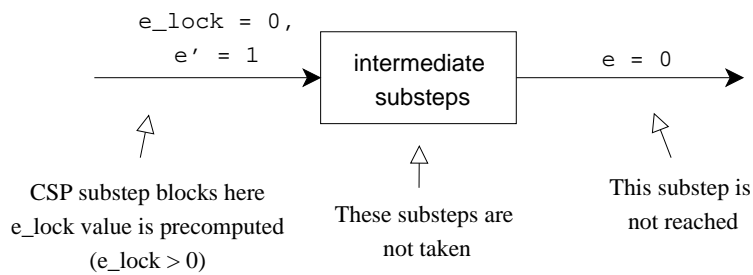 e_lock = 0,
e' = 1
intermediate
substeps
e = 0
CSP substep blocks here
e_lock value is precomputed
(e_lock > 0)
These substeps are
not taken
This substep is
not reached